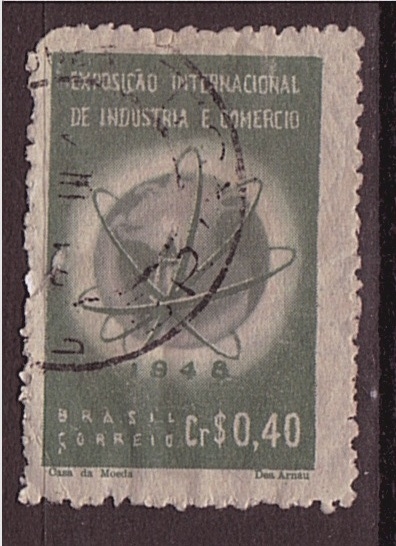 EXPOSIÇÃO INTERNACIONAL
DE INDUSTRIA E COMERCIO
1948
BRASIL
CORREIO Cr$0,40
Casa da Moeda Des. Arnau